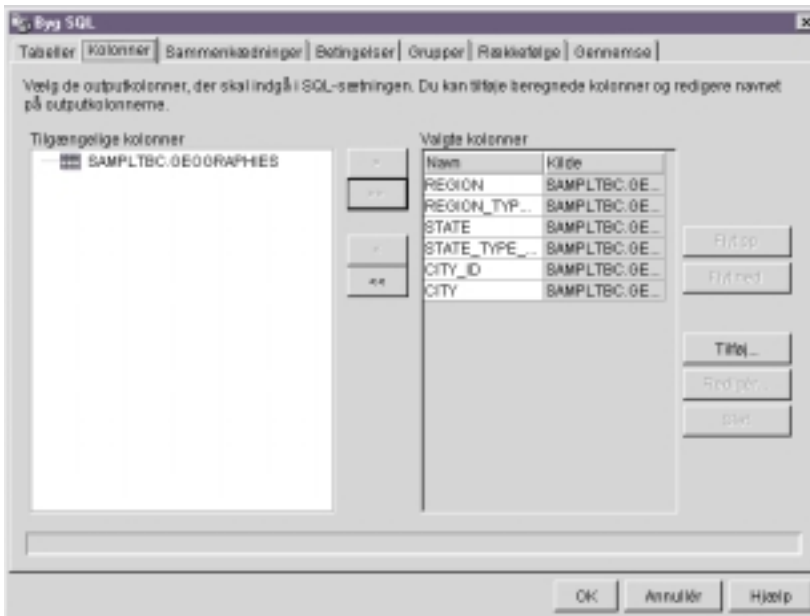 Byg SQL
Tabeller Kolonner Sammenkædninger Betingelser Grupper Rækkefølge Gennemse
Vælg de outputkolonner, der skal indgå i SQL-sætningen. Du kan tilføje beregnede kolonner og redigere navnet
på outputkolonnerne.
Tilgængelige kolonner
Valgte kolonner
SAMPLTBC.GEOGRAPHIES
>
>>
<
<<
Navn Kilde
REGION SAMPLTBC.GE...
REGION_TYP... SAMPLTBC.GE...
STATE SAMPLTBC.GE...
STATE_TYPE_... SAMPLTBC.GE...
CITY_ID SAMPLTBC.GE...
CITY SAMPLTBC.GE...
Flyt op
Flyt ned
Tilføj...
Redigér...
Slet
OK Annullér Hjælp